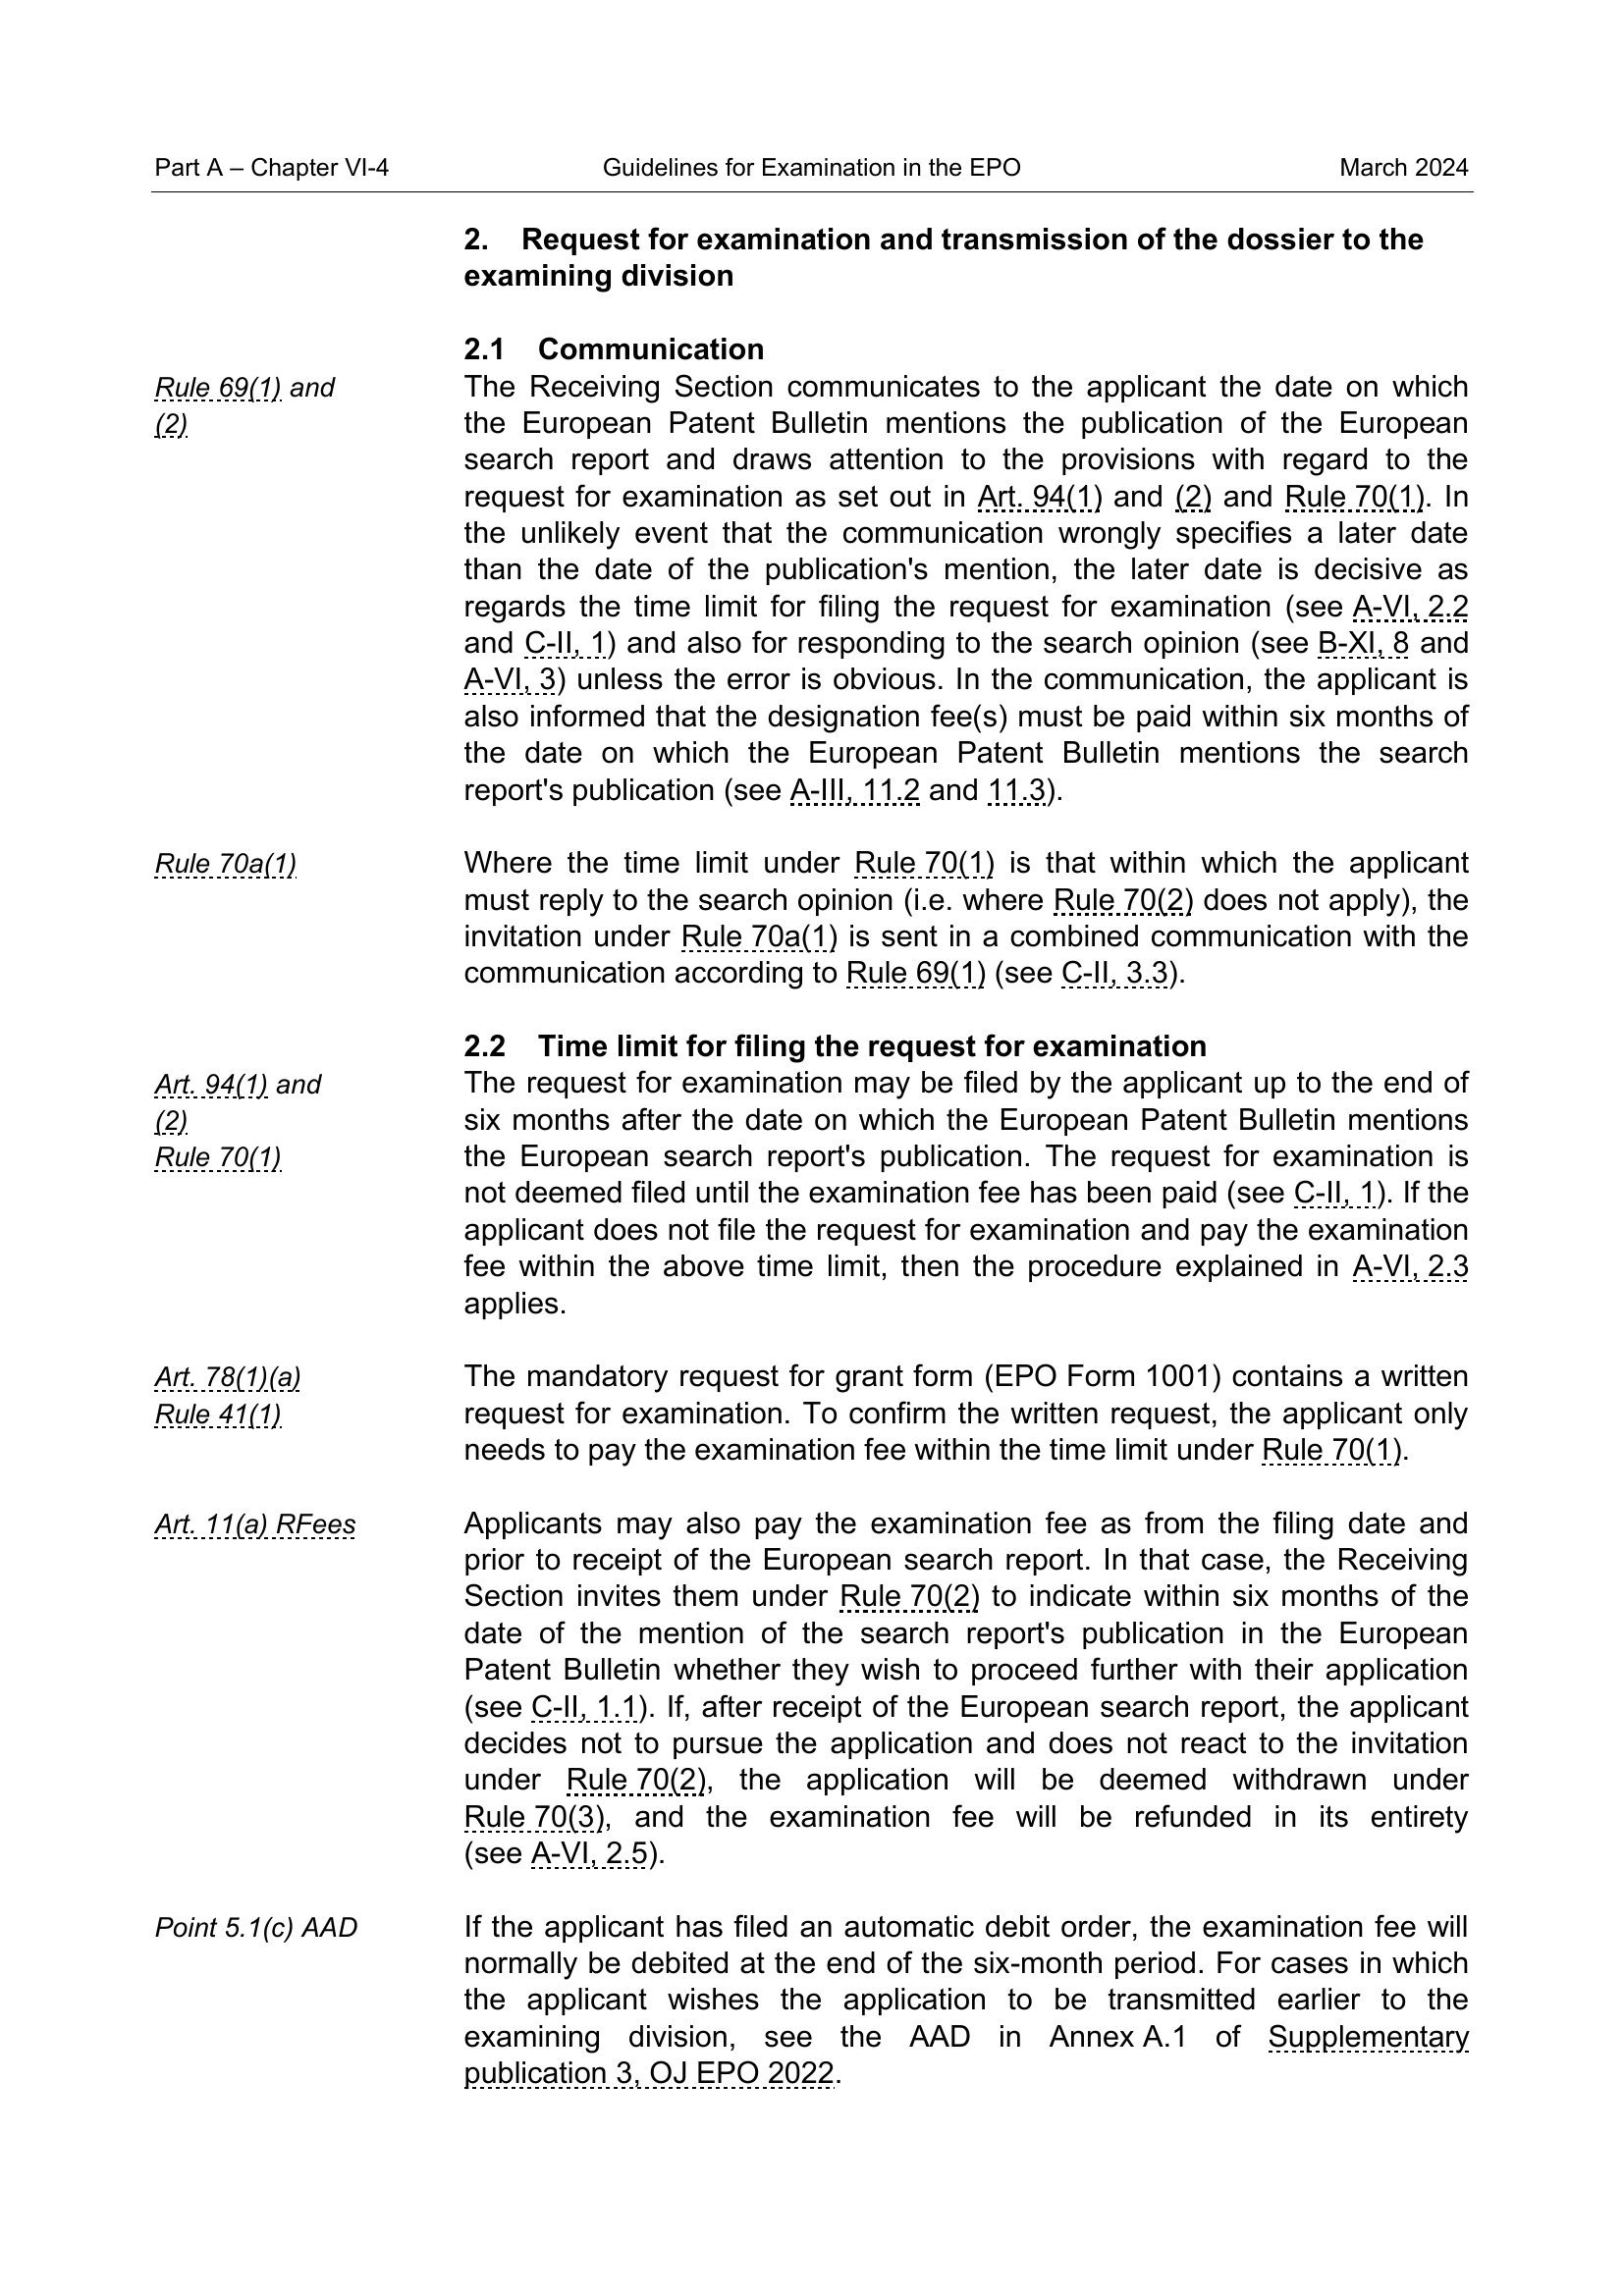 Part A – Chapter VI-4 Guidelines for Examination in the EPO March 2024
2. Request for examination and transmission of the dossier to the
examining division
2.1 Communication
Rule 69(1) and
(2)
The Receiving Section communicates to the applicant the date on which
the European Patent Bulletin mentions the publication of the European
search report and draws attention to the provisions with regard to the
request for examination as set out in Art. 94(1) and (2) and Rule 70(1). In
the unlikely event that the communication wrongly specifies a later date
than the date of the publication's mention, the later date is decisive as
regards the time limit for filing the request for examination (see A-VI, 2.2
and C-II, 1) and also for responding to the search opinion (see B-XI, 8 and
A-VI, 3) unless the error is obvious. In the communication, the applicant is
also informed that the designation fee(s) must be paid within six months of
the date on which the European Patent Bulletin mentions the search
report's publication (see A-III, 11.2 and 11.3).
Rule 70a(1)
Where the time limit under Rule 70(1) is that within which the applicant
must reply to the search opinion (i.e. where Rule 70(2) does not apply), the
invitation under Rule 70a(1) is sent in a combined communication with the
communication according to Rule 69(1) (see C-II, 3.3).
2.2 Time limit for filing the request for examination
Art. 94(1) and
(2)
Rule 70(1)
The request for examination may be filed by the applicant up to the end of
six months after the date on which the European Patent Bulletin mentions
the European search report's publication. The request for examination is
not deemed filed until the examination fee has been paid (see C-II, 1). If the
applicant does not file the request for examination and pay the examination
fee within the above time limit, then the procedure explained in A-VI, 2.3
applies.
Art. 78(1)(a)
Rule 41(1)
The mandatory request for grant form (EPO Form 1001) contains a written
request for examination. To confirm the written request, the applicant only
needs to pay the examination fee within the time limit under Rule 70(1).
Art. 11(a) RFees
Applicants may also pay the examination fee as from the filing date and
prior to receipt of the European search report. In that case, the Receiving
Section invites them under Rule 70(2) to indicate within six months of the
date of the mention of the search report's publication in the European
Patent Bulletin whether they wish to proceed further with their application
(see C-II, 1.1). If, after receipt of the European search report, the applicant
decides not to pursue the application and does not react to the invitation
under Rule 70(2), the application will be deemed withdrawn under
Rule 70(3), and the examination fee will be refunded in its entirety
(see A-VI, 2.5).
Point 5.1(c) AAD
If the applicant has filed an automatic debit order, the examination fee will
normally be debited at the end of the six-month period. For cases in which
the applicant wishes the application to be transmitted earlier to the
examining division, see the AAD in Annex A.1 of Supplementary
publication 3, OJ EPO 2022.